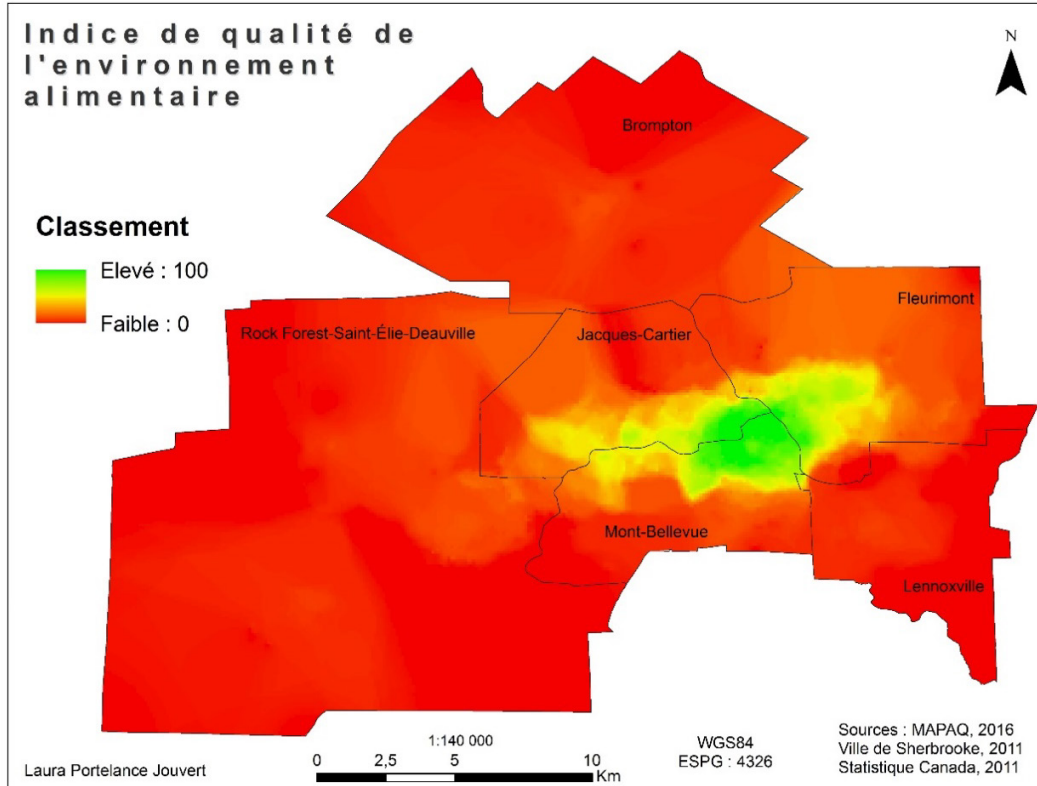 Indice de qualité de
l'environnement
alimentaire
N
Brompton
Classement
Elevé : 100
Faible : 0
Fleurimont
Rock Forest-Saint-Élie-Deauville
Jacques-Cartier
Mont-Bellevue
Lennoxville
1:140 000
0 2,5 5 10
Km
WGS84
ESPG : 4326
Sources : MAPAQ, 2016
Ville de Sherbrooke, 2011
Statistique Canada, 2011
Laura Portelance Jouvert